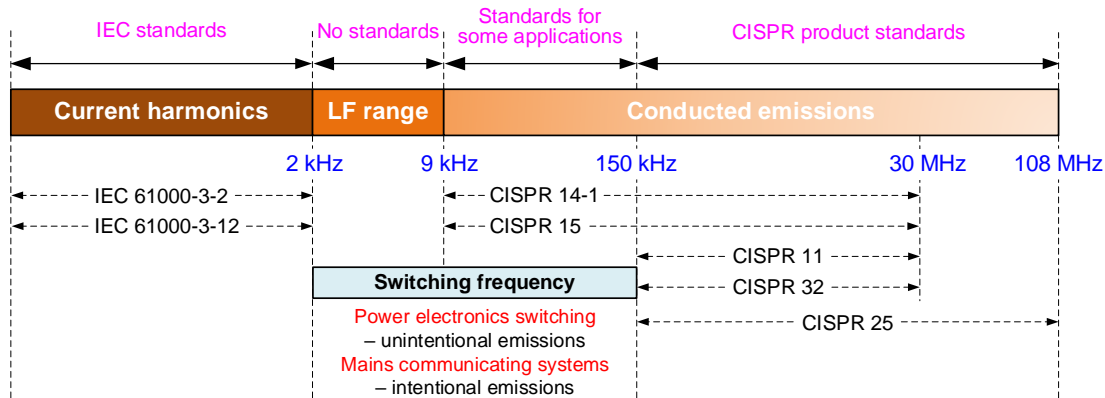 IEC standards
No standards
Standards for
some applications
CISPR product standards
Current harmonics
LF range
Conducted emissions
2 kHz
9 kHz
150 kHz
30 MHz
108 MHz
IEC 61000-3-2
CISPR 14-1
IEC 61000-3-12
CISPR 15
CISPR 11
Switching frequency
CISPR 32
Power electronics switching
– unintentional emissions
CISPR 25
Mains communicating systems
– intentional emissions